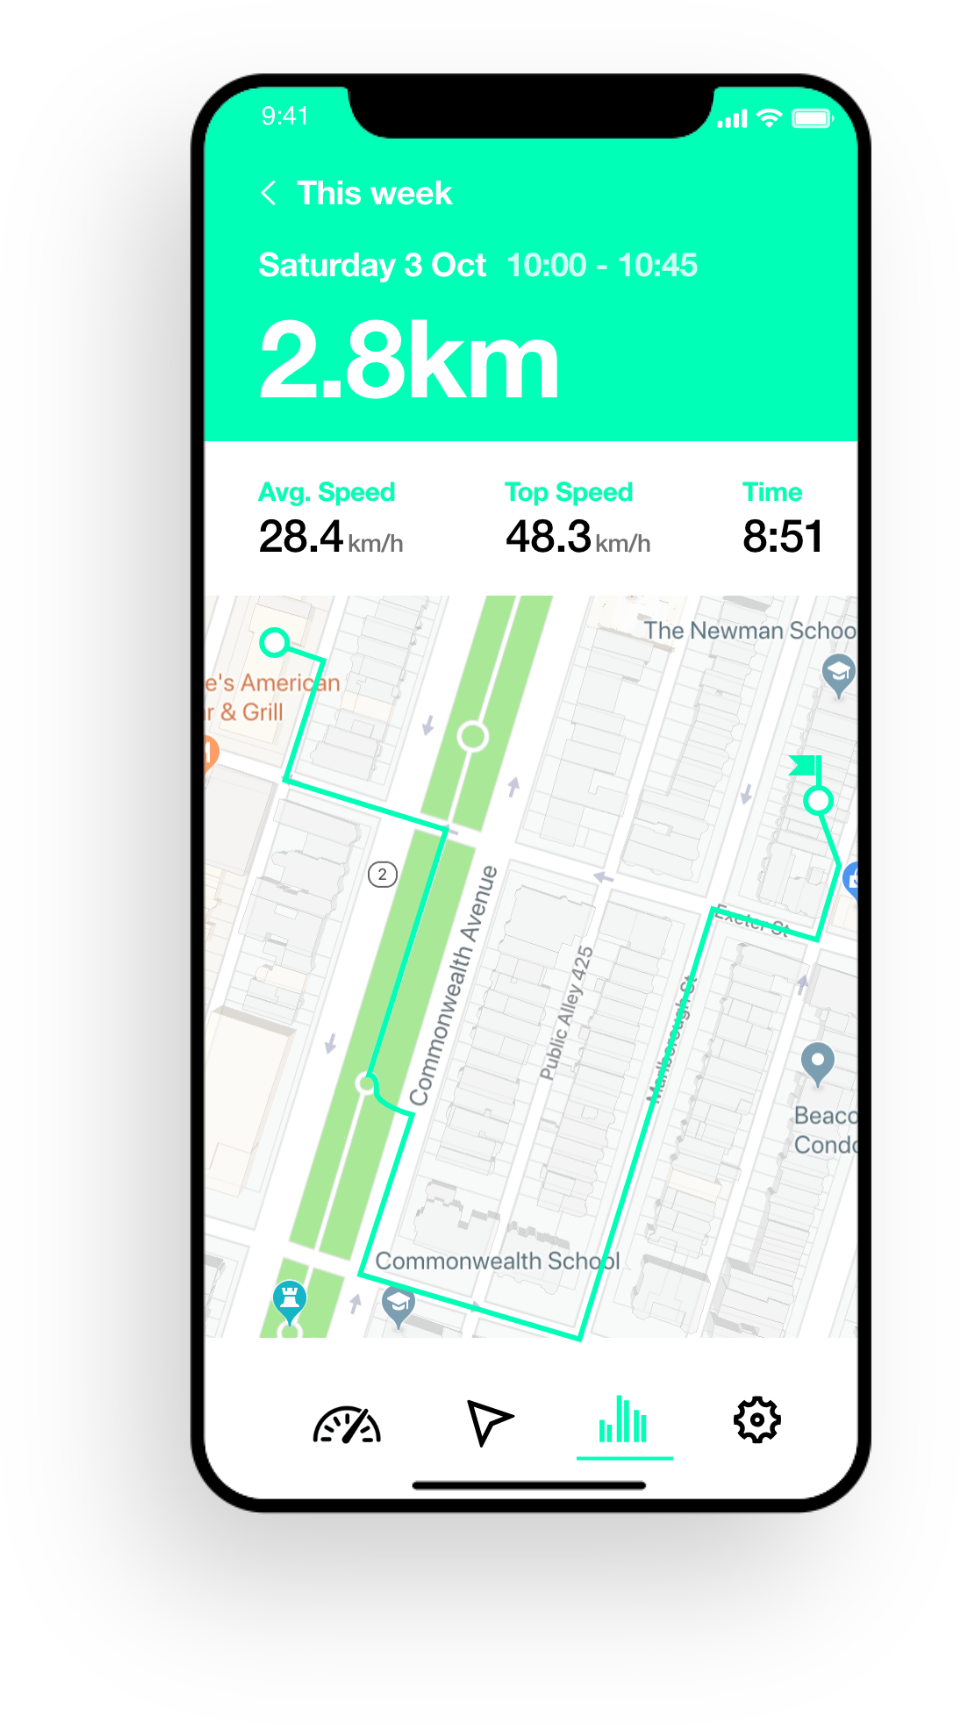 9:41
This week
Saturday 3 Oct 10:00 - 10:45
2.8km
Avg. Speed Top Speed Time
28.4 km/h 48.3 km/h 8:51
The Newman Schoo
e's American
r & Grill
2
Commonwealth Avenue
Exeter St
Public Alley 425
Marlborough St
Beaco
Condo
Commonwealth School